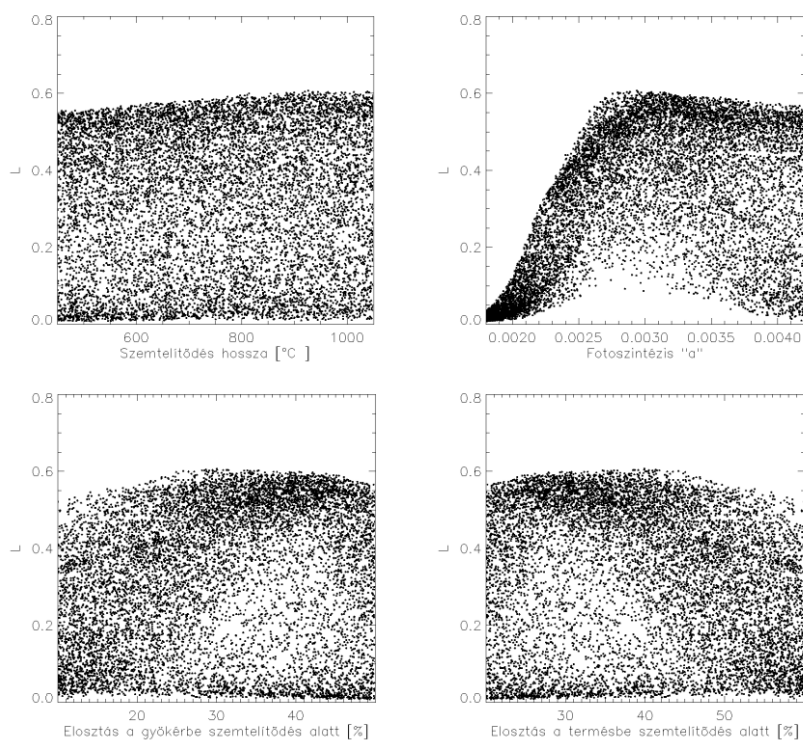 0.8
0.6
L
0.4
0.2
0.0
600 800 1000
Szemtelítődés hossza [°C ]
0.8
0.6
L
0.4
0.2
0.0
0.0020 0.0025 0.0030 0.0035 0.0040
Fotoszintézis "a"
0.8
0.6
L
0.4
0.2
0.0
20 30 40
Elosztás a gyökérbe szemtelítődés alatt [%]
0.8
0.6
L
0.4
0.2
0.0
30 40 50
Elosztás a termésbe szemtelítődés alatt [%]